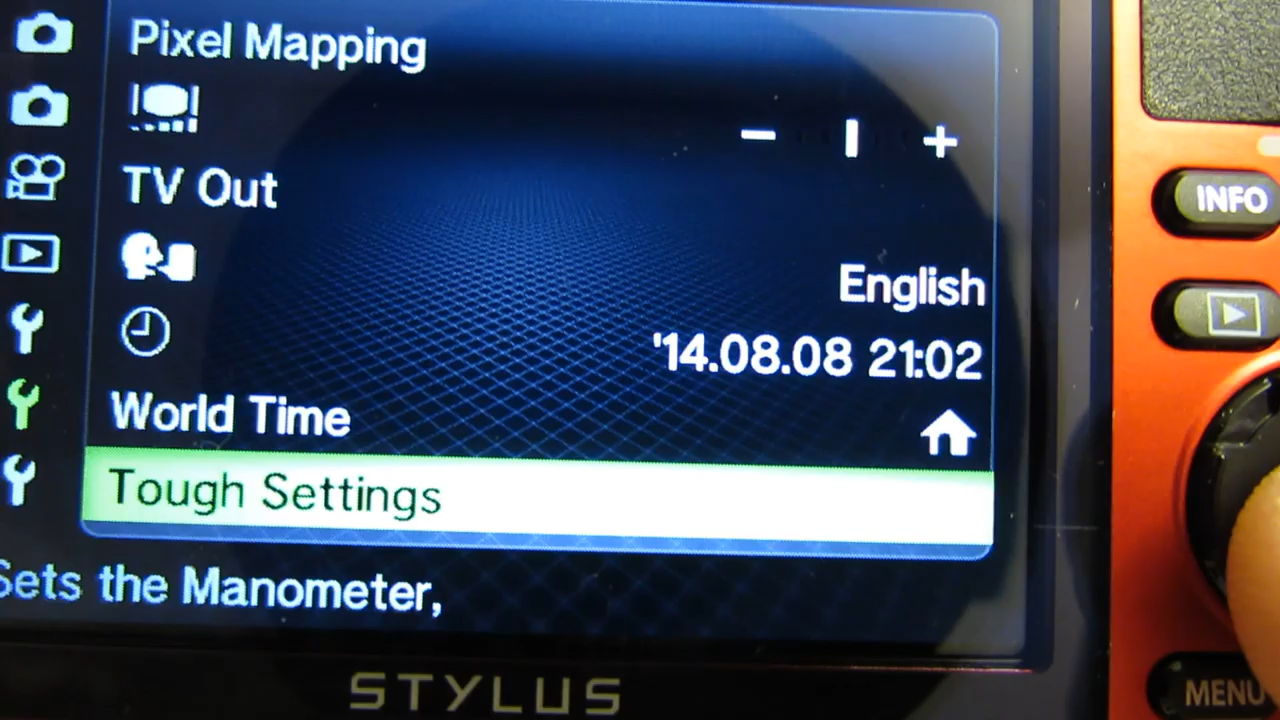 Pixel Mapping
TV Out
English
'14.08.08 21:02
World Time
Tough Settings
Sets the Manometer,
STYLUS
INFO
MENU